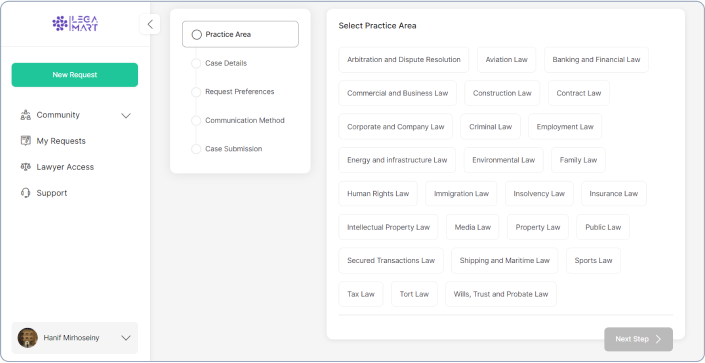 LEGA
MART
New Request
Community
My Requests
Lawyer Access
Support
Hanif Mirhoseiny
Practice Area
Case Details
Request Preferences
Communication Method
Case Submission
Select Practice Area
Arbitration and Dispute Resolution Aviation Law Banking and Financial Law
Commercial and Business Law Construction Law Contract Law
Corporate and Company Law Criminal Law Employment Law
Energy and infrastructure Law Environmental Law Family Law
Human Rights Law Immigration Law Insolvency Law Insurance Law
Intellectual Property Law Media Law Property Law Public Law
Secured Transactions Law Shipping and Maritime Law Sports Law
Tax Law Tort Law Wills, Trust and Probate Law
Next Step